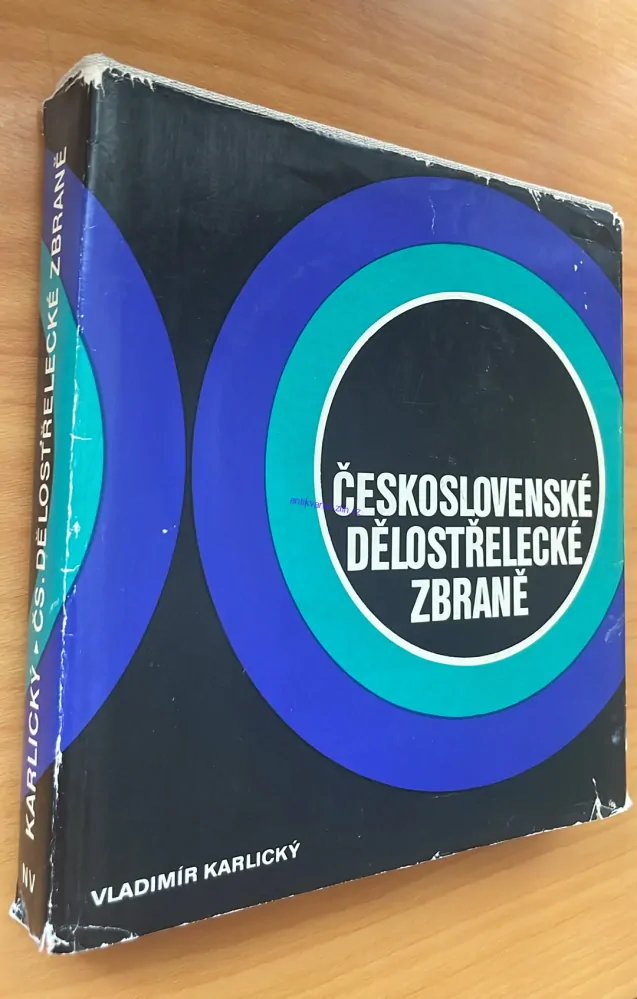 KARLICKÝ ▸ ČS. DĚLOSTŘELECKÉ ZBRANĚ
NV
ČESKOSLOVENSKÉ
DĚLOSTŘELECKÉ
ZBRANĚ
VLADIMÍR KARLICKÝ